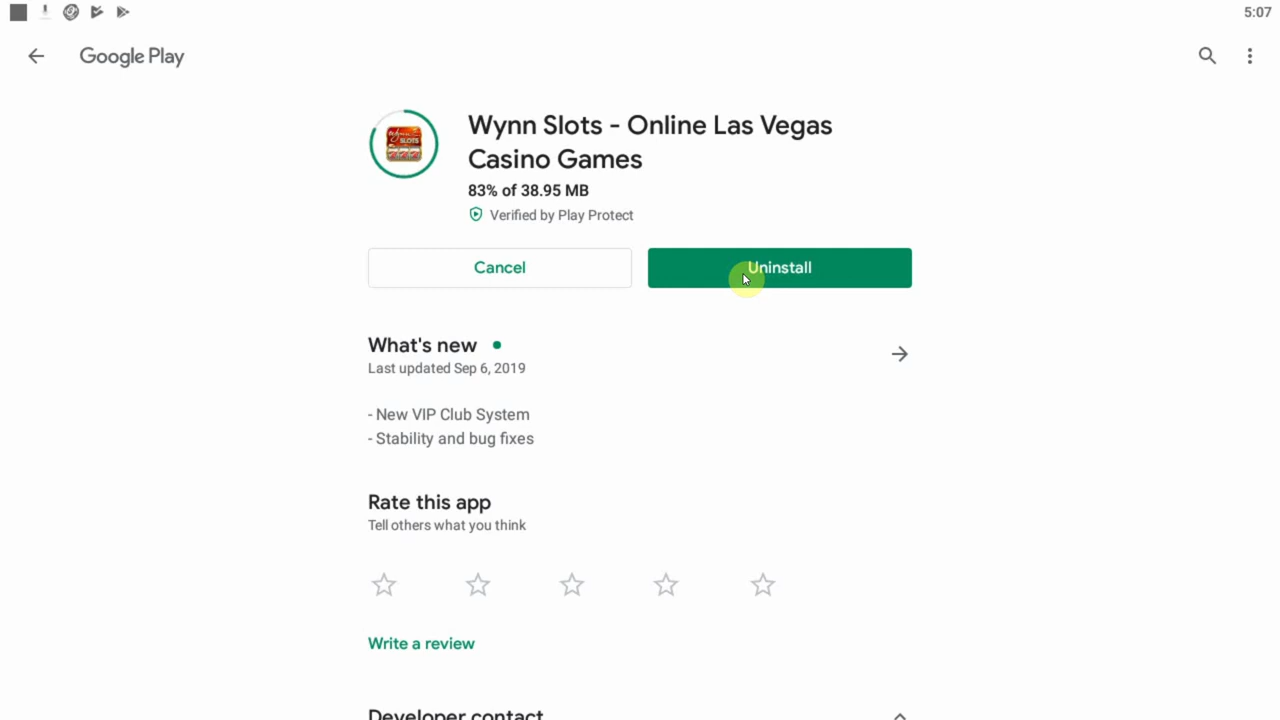 5:07
Google Play
Wynn Slots - Online Las Vegas
Casino Games
83% of 38.95 MB
Verified by Play Protect
Cancel
Uninstall
What's new
Last updated Sep 6, 2019
- New VIP Club System
- Stability and bug fixes
Rate this app
Tell others what you think
Write a review
Developer contact